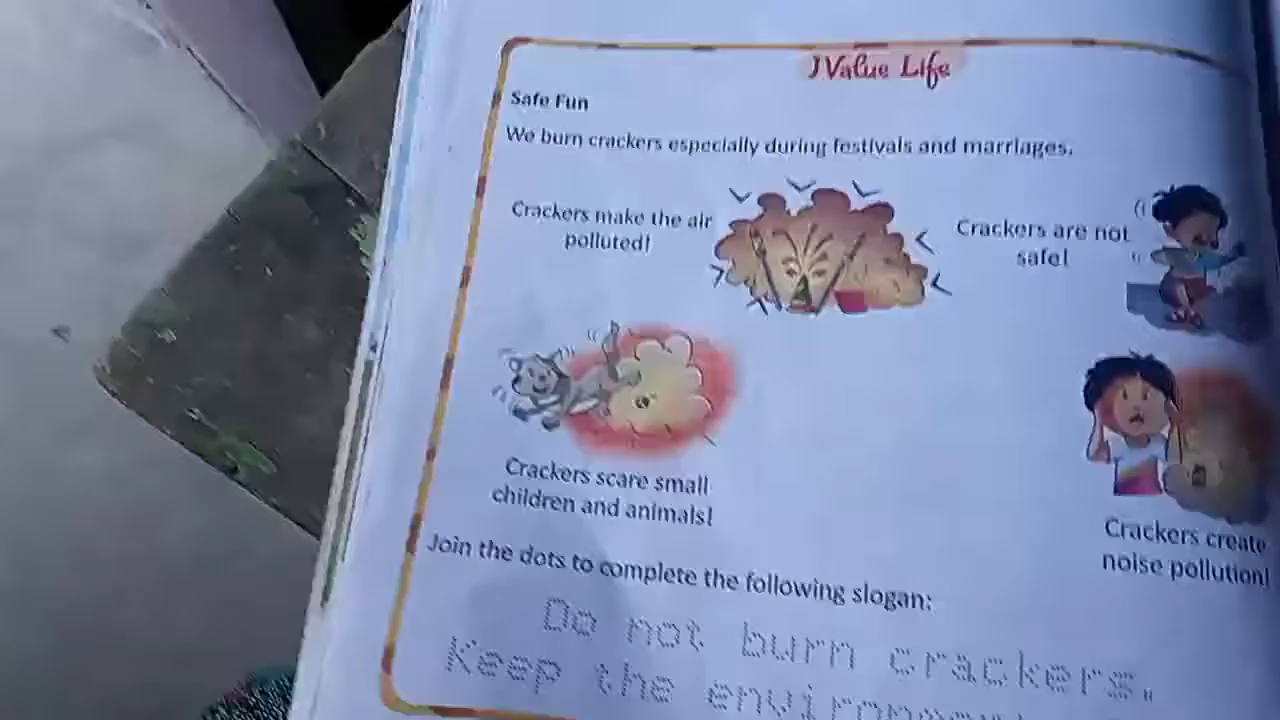 I Value Life
Safe Fun
We burn crackers especially during festivals and marriages.
Crackers make the air
polluted!
Crackers are not
safe!
Crackers scare small
children and animals!
Crackers create
noise pollution!
Join the dots to complete the following slogan:
Do not burn crackers.
Keep the